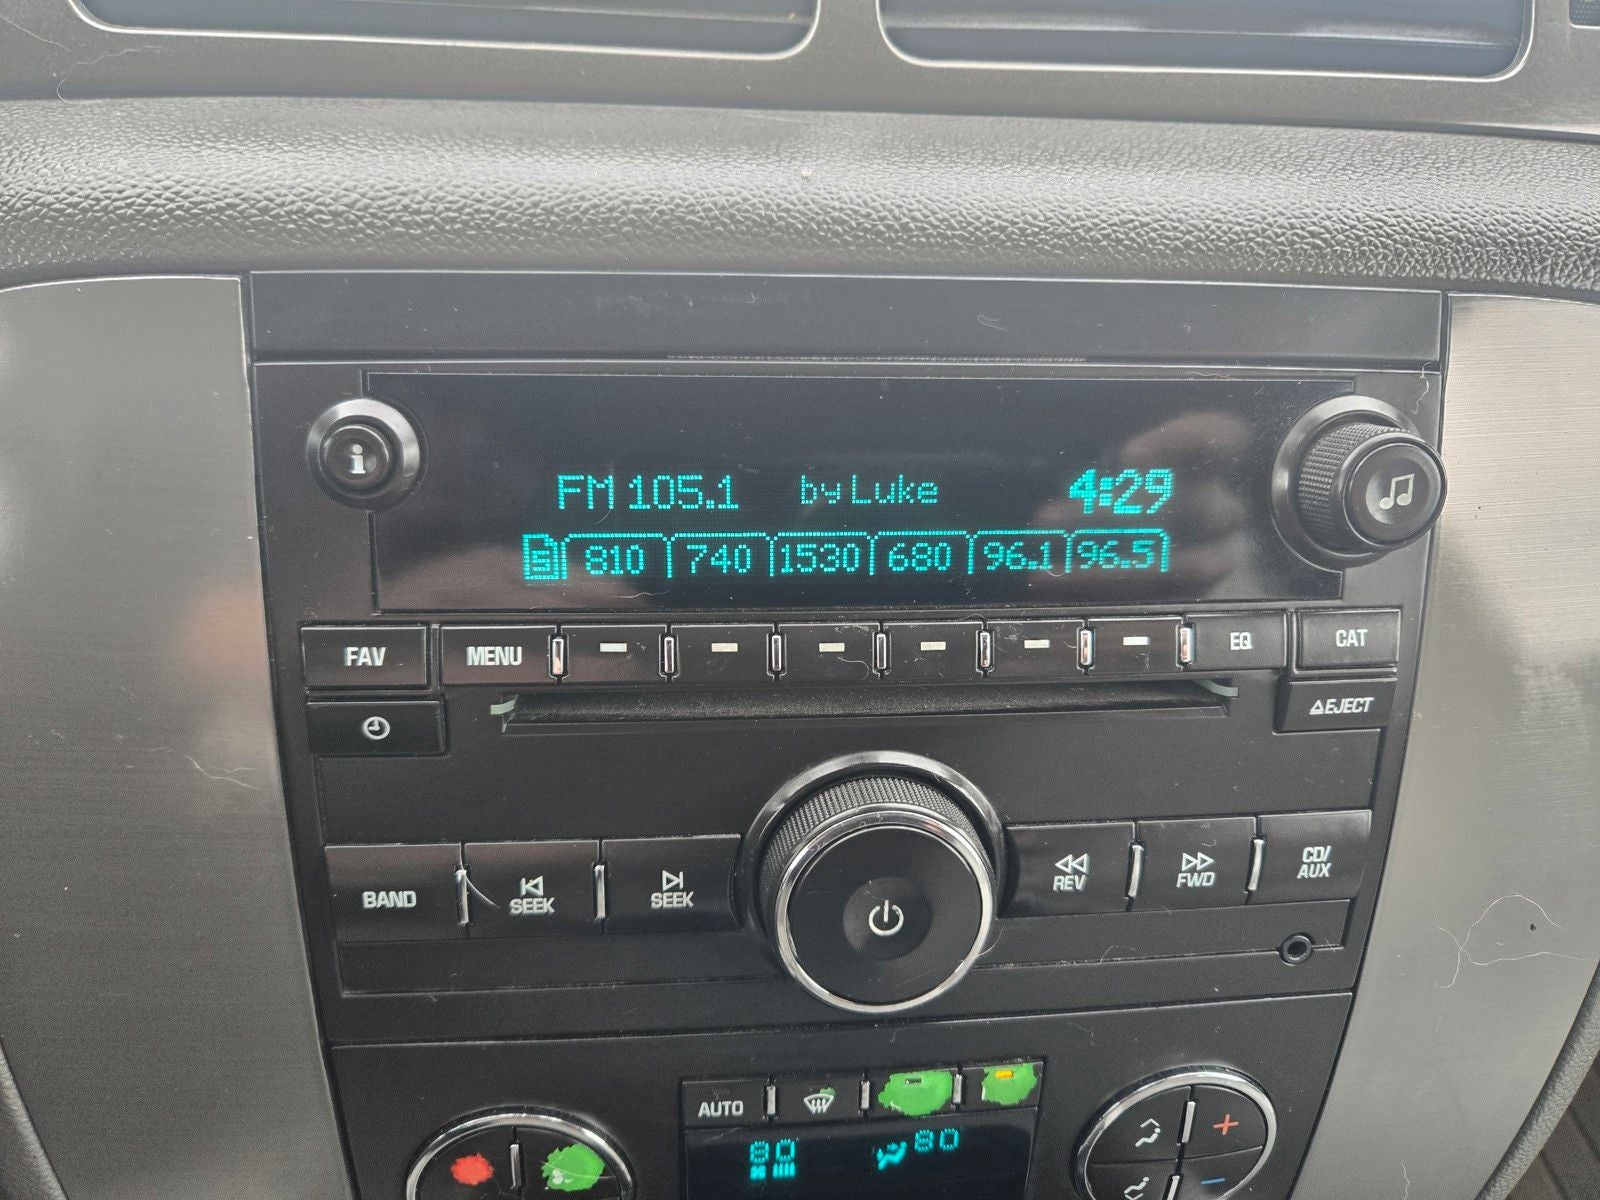 i
FM 105.1 by Luke 4:29
810 740 1530 680 96.1 96.5
FAV MENU EQ CAT
EJECT
BAND SEEK SEEK REV FWD CD/
AUX
AUTO
80 80
+
-